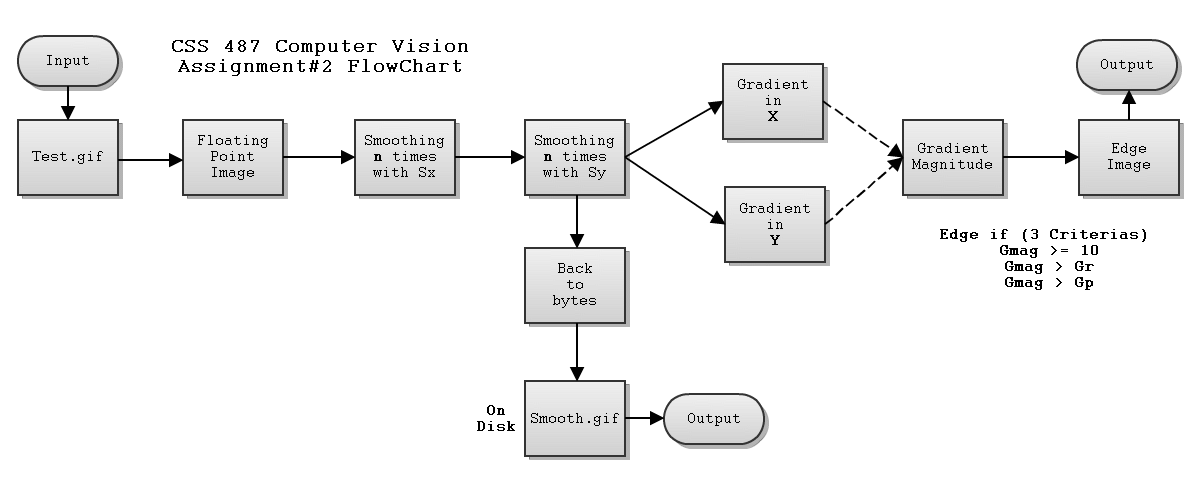 CSS 487 Computer Vision
Assignment#2 FlowChart
Input
Test.gif
Floating
Point
Image
Smoothing
n times
with Sx
Smoothing
n times
with Sy
Gradient
in
X
Gradient
in
Y
Gradient
Magnitude
Edge
Image
Output
Edge if (3 Criterias)
Gmag >= 10
Gmag > Gr
Gmag > Gp
Back
to
bytes
On
Disk
Smooth.gif
Output